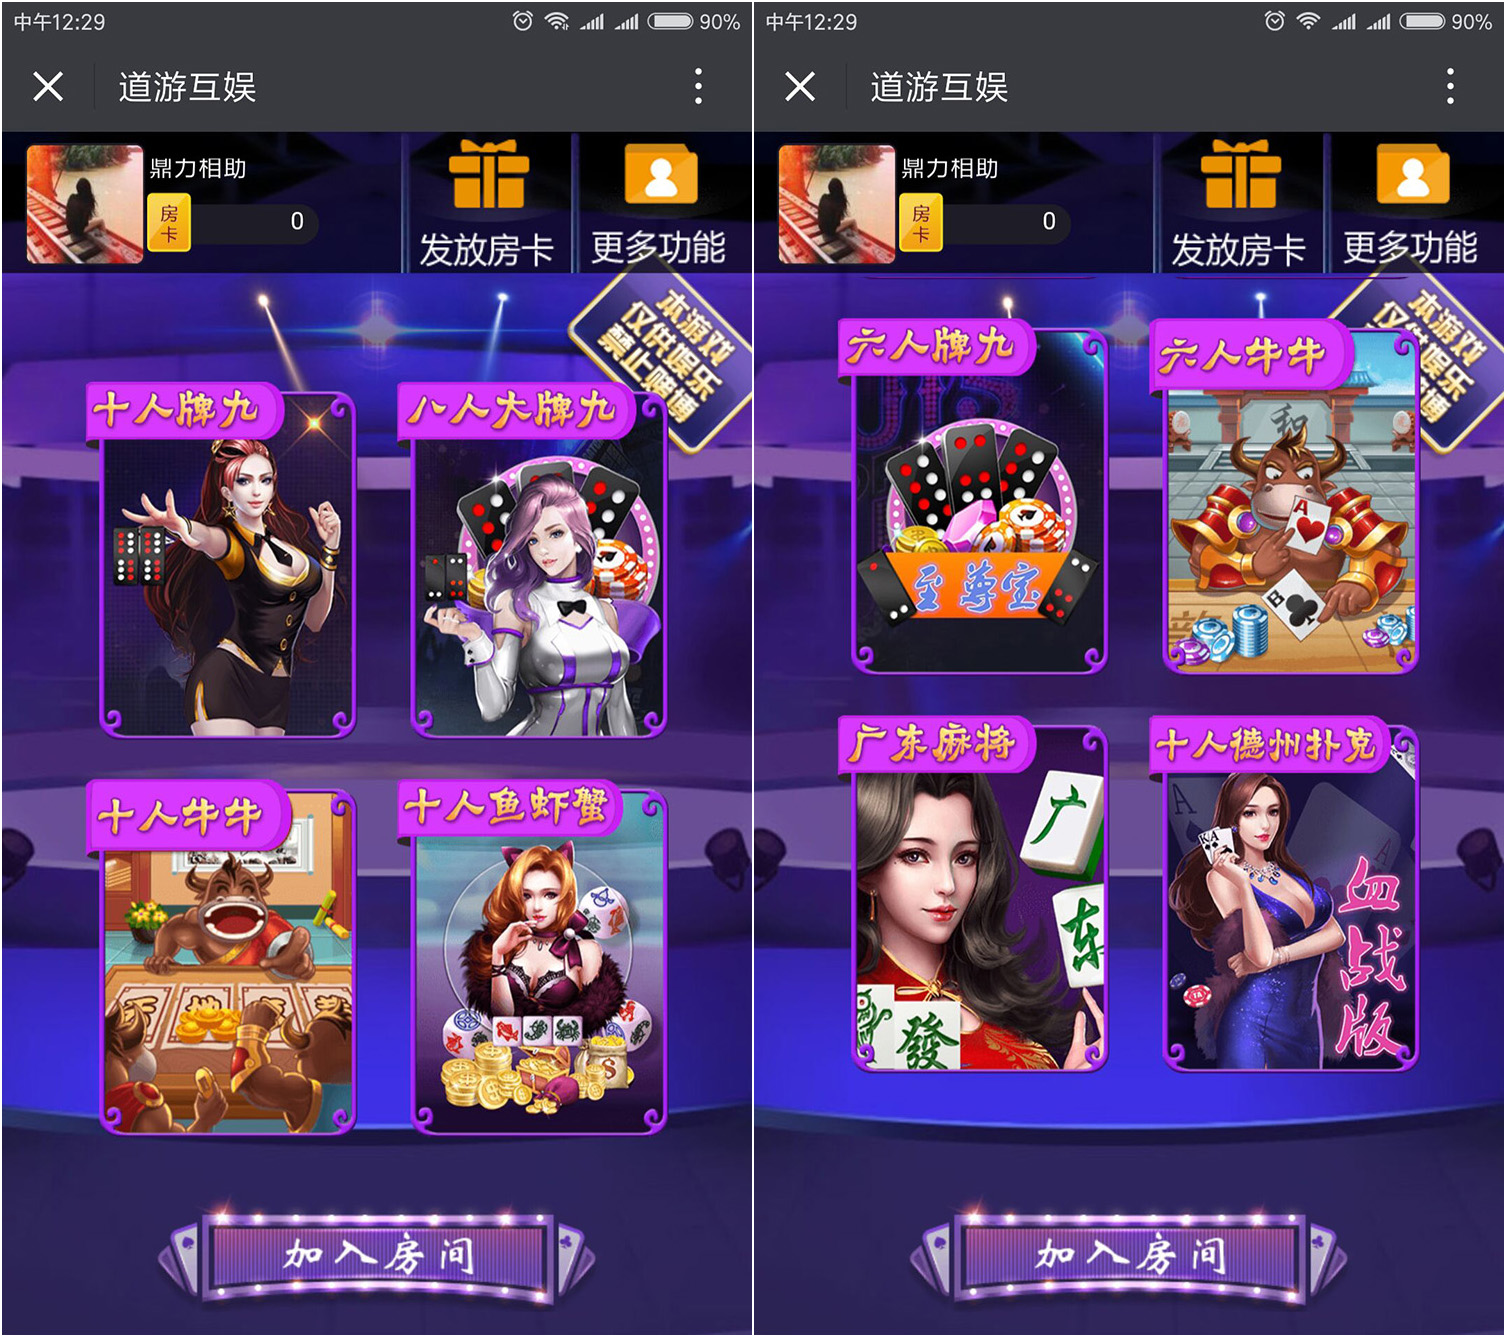 中午12:29
90%
道游互娱
鼎力相助
房卡
0
发放房卡
更多功能
本游戏
仅供娱乐
禁止赌博
十人牌九
八人大牌九
十人牛牛
十人鱼虾蟹
加入房间
中午12:29
90%
道游互娱
鼎力相助
房卡
0
发放房卡
更多功能
本游戏
仅供娱乐
六人牌九
至尊宝
六人牛牛
和
A
B
广东麻将
广
东
發
十人德州扑克
K
A
A
血战版
加入房间